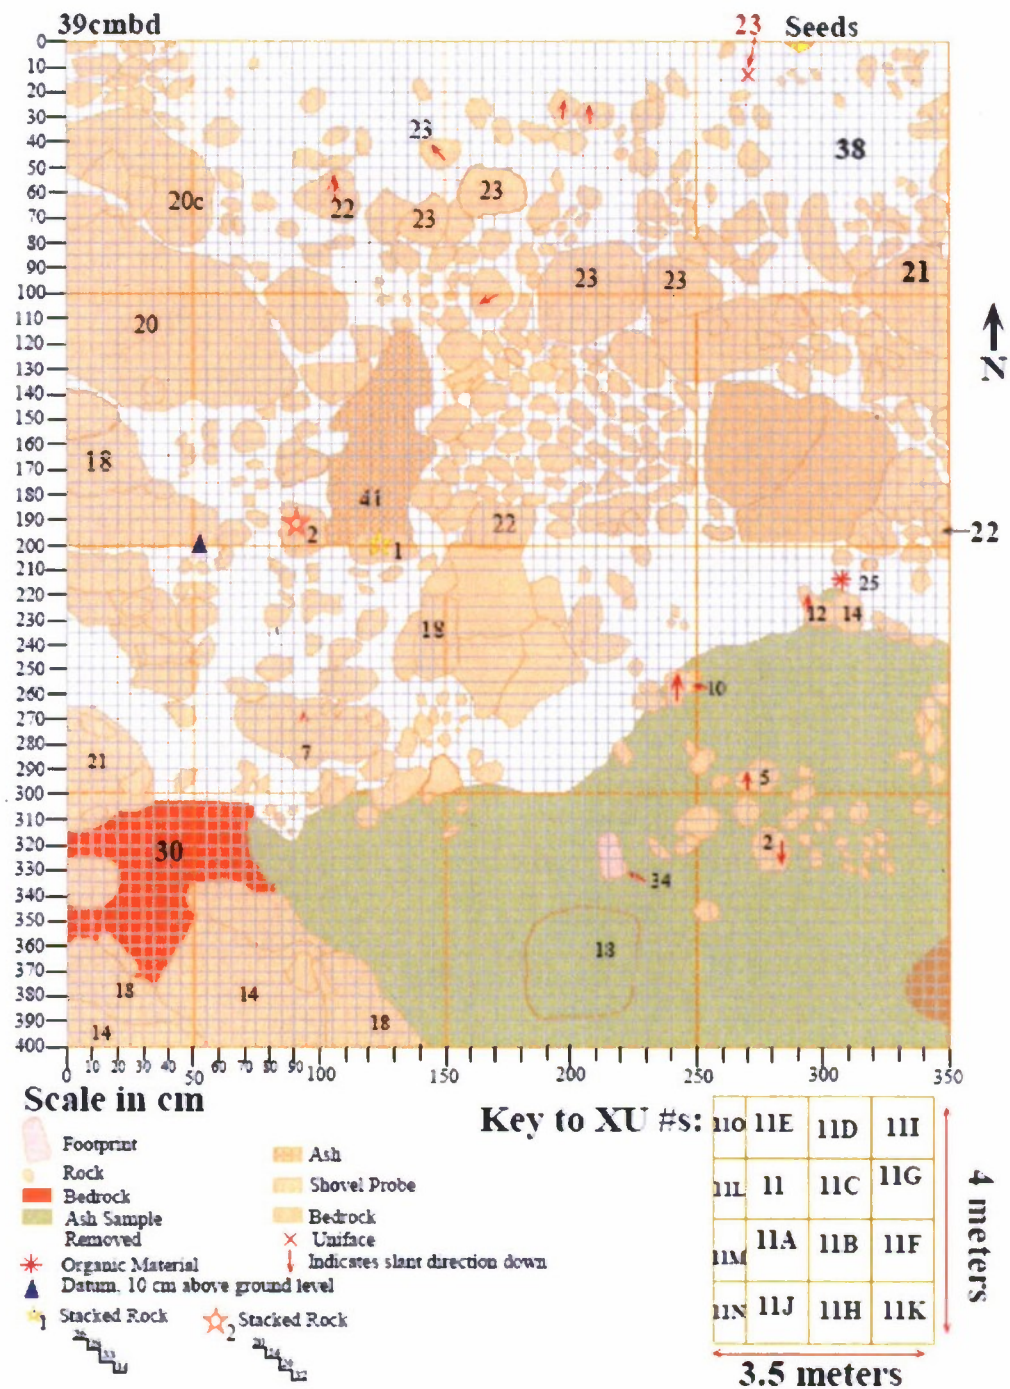 39cmbd
23 Seeds
0
10
20
30
23
40
38
50
23
60
20c
22
70
23
80
90
23
23
21
100
110
20
120
N
130
140
150
160
18
170
180
41
190
2
22
22
200
1
210
25
220
12
14
230
18
240
250
260
10
270
7
280
21
290
5
300
310
30
2
320
330
34
340
350
360
18
370
18
14
380
390
14
18
400
0 10 20 30 40 50 60 70 80 90 100 150 200 250 300 350
Scale in cm
Footprint
Rock
Bedrock
Ash Sample
Removed
Organic Material
Datum, 10 cm above ground level
1 Stacked Rock
2 Stacked Rock
Ash
Shovel Probe
Bedrock
Uniface
Indicates slant direction down
Key to XU #s:
11O 11E 11D 11I
11L 11 11C 11G
11M 11A 11B 11F
11N 11J 11H 11K
4 meters
3.5 meters